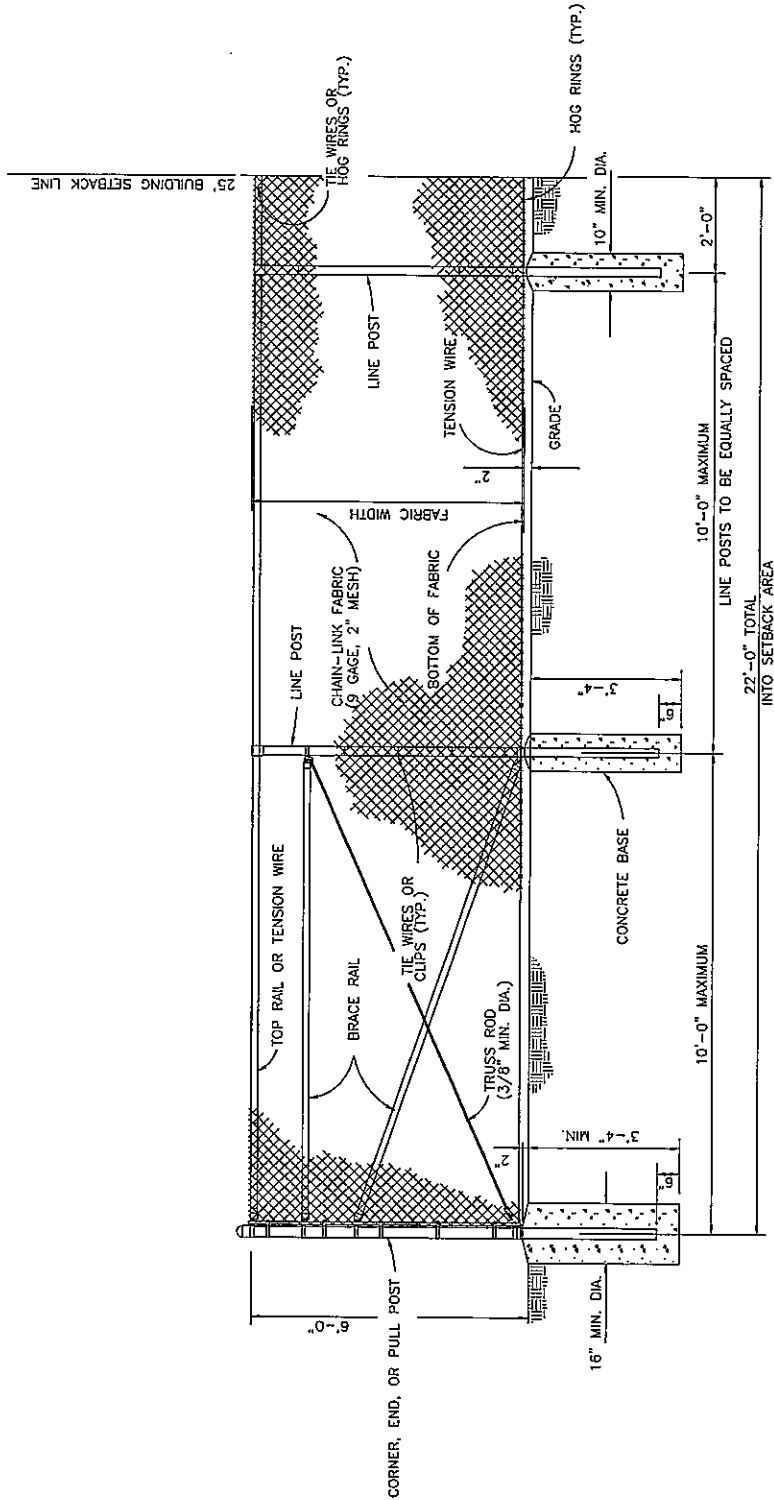 25' BUILDING SETBACK LINE
TIE WIRES OR
HOG RINGS (TYP.)
HOG RINGS (TYP.)
10" MIN. DIA.
2'-0"
LINE POST
TENSION WIRE
GRADE
2"
FABRIC WIDTH
10'-0" MAXIMUM
LINE POSTS TO BE EQUALLY SPACED
CHAIN-LINK FABRIC
(9 GAGE, 2" MESH)
BOTTOM OF FABRIC
LINE POST
3'-4"
6"
22'-0" TOTAL
INTO SETBACK AREA
TOP RAIL OR TENSION WIRE
TIE WIRES OR
CLIPS (TYP.)
CONCRETE BASE
BRACE RAIL
TRUSS ROD
(3/8" MIN. DIA.)
10'-0" MAXIMUM
2"
3'-4" MIN.
6"
6'-0"
CORNER, END, OR PULL POST
16" MIN. DIA.